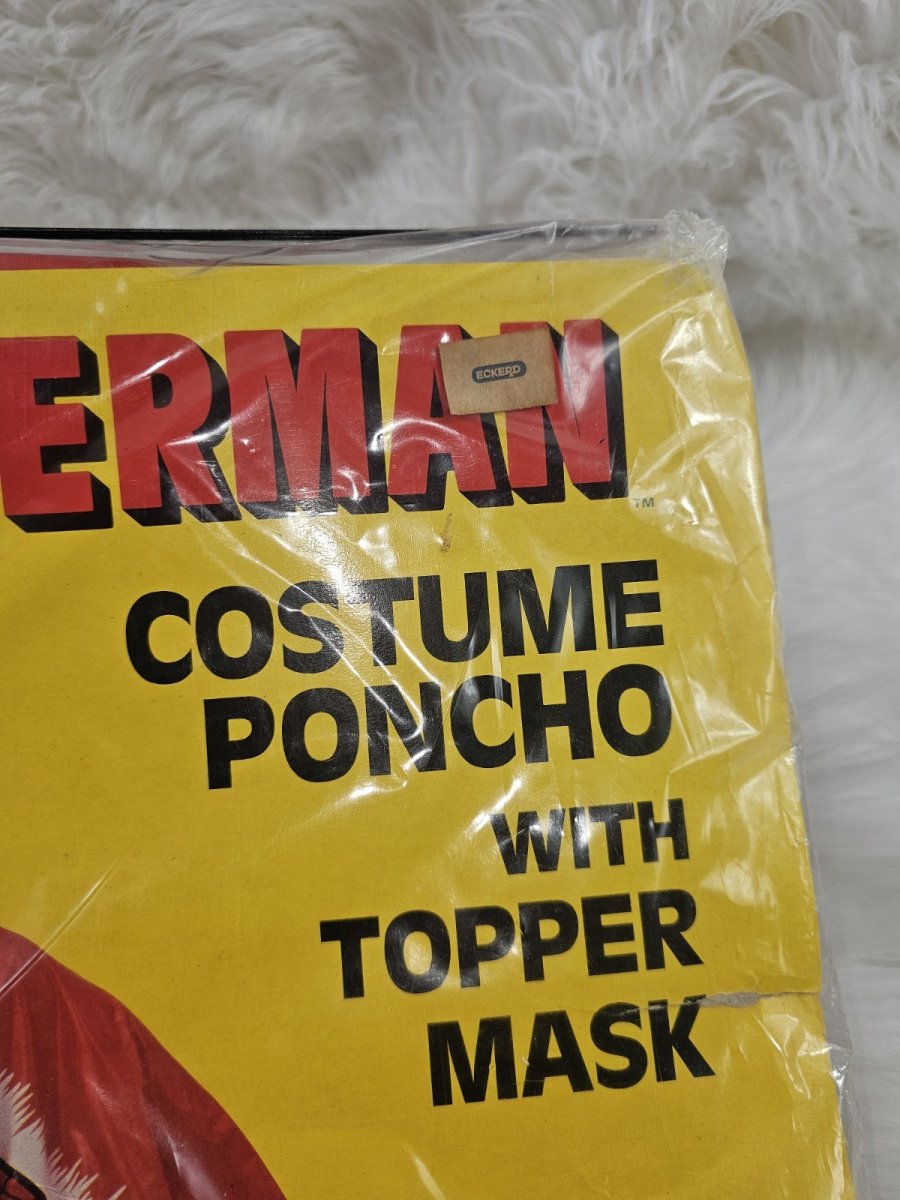 ERMAN
ECKERD
TM
COSTUME
PONCHO
WITH
TOPPER
MASK